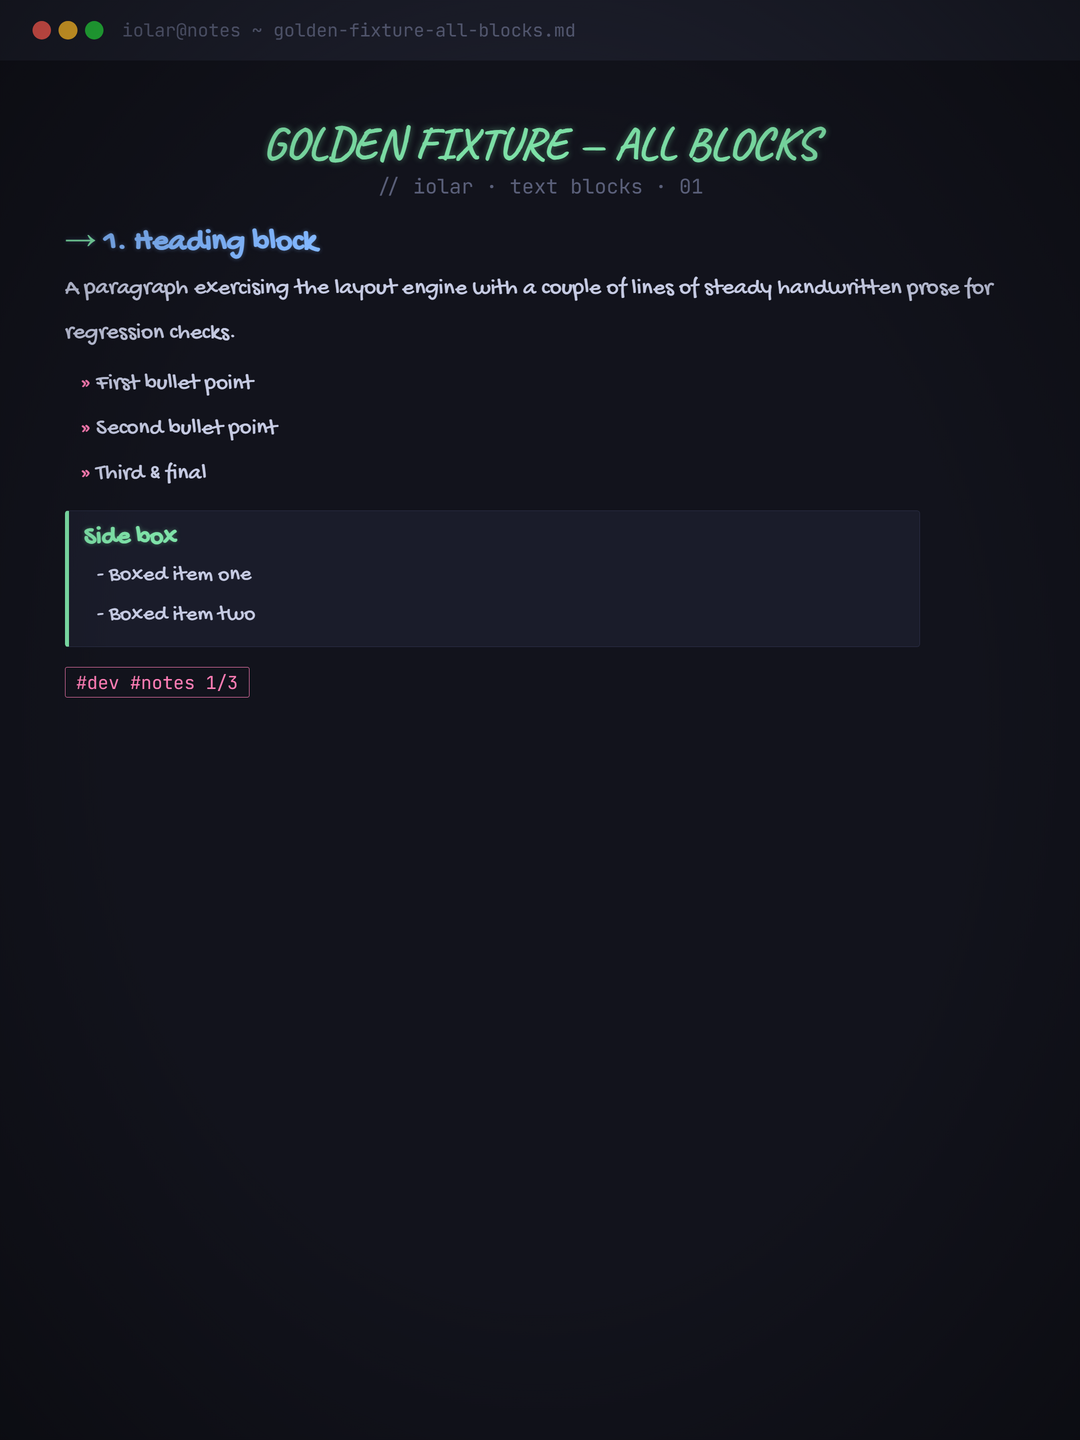 iolar@notes ~ golden-fixture-all-blocks.md
GOLDEN FIXTURE — ALL BLOCKS
// iolar · text blocks · 01
→ 1. Heading block
A paragraph exercising the layout engine with a couple of lines of steady handwritten prose for
regression checks.
» First bullet point
» Second bullet point
» Third & final
Side box
- Boxed item one
- Boxed item two
#dev #notes 1/3